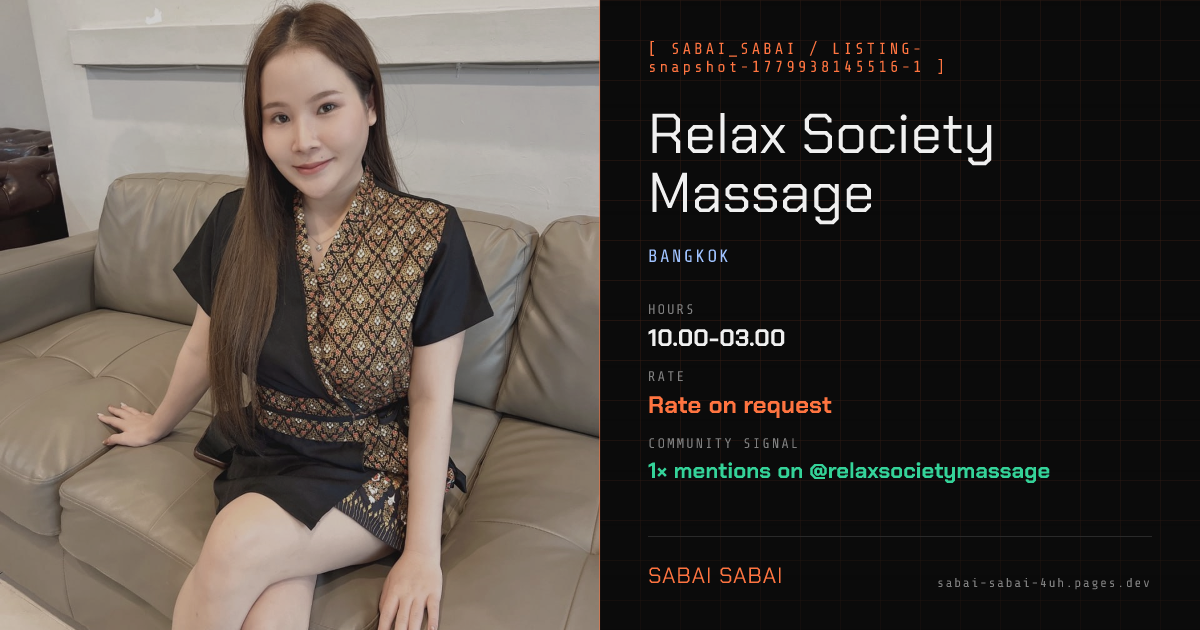 [ SABAI_SABAI / LISTING-
snapshot-1779938145516-1 ]
Relax Society
Massage
BANGKOK
HOURS
10.00-03.00
RATE
Rate on request
COMMUNITY SIGNAL
1× mentions on @relaxsocietymassage
SABAI SABAI
sabai-sabai-4uh.pages.dev